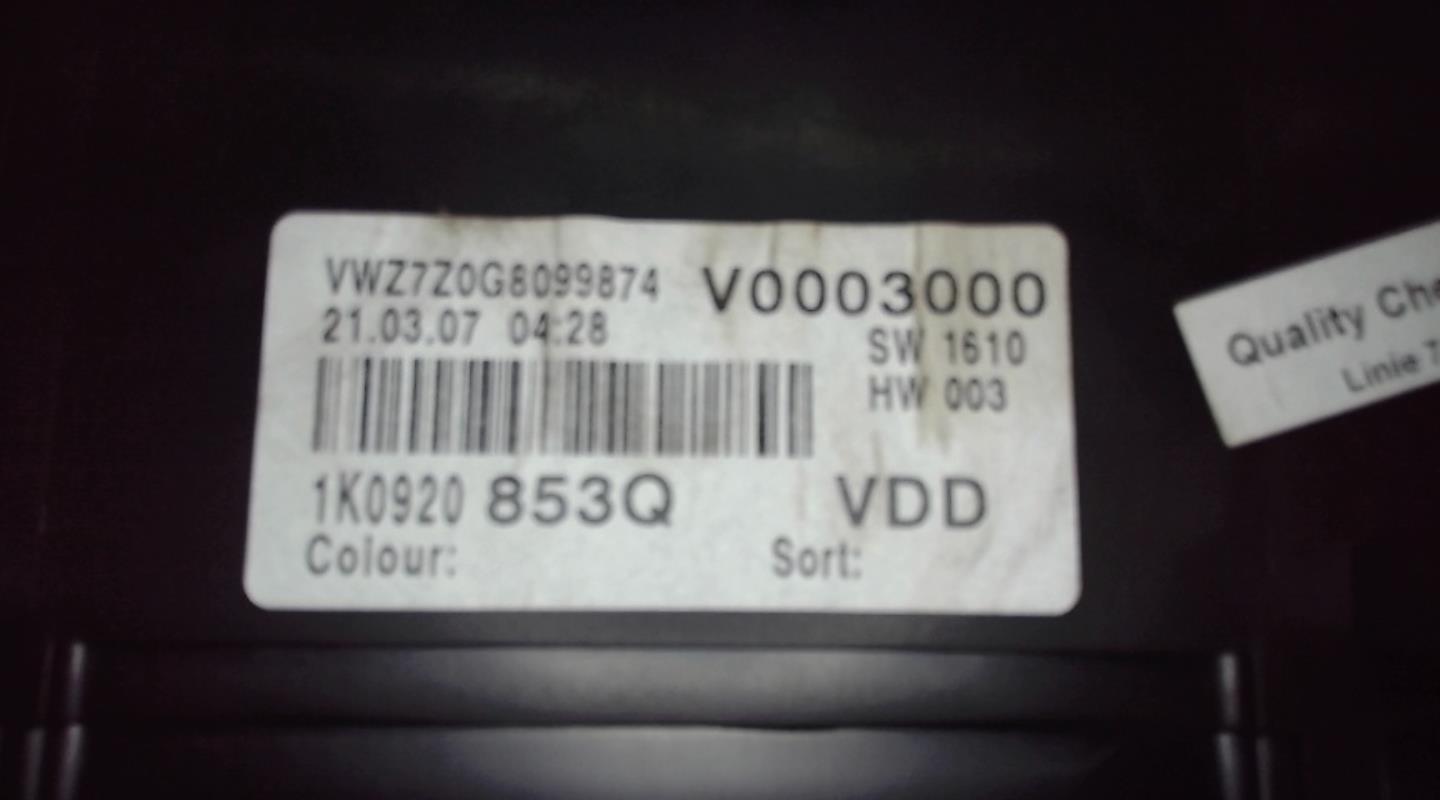 VWZ7Z0G8099874 V0003000
21.03.07 04:28 SW 1610
HW 003
1K0920 853Q VDD
Colour: Sort:
Quality
Linie 7